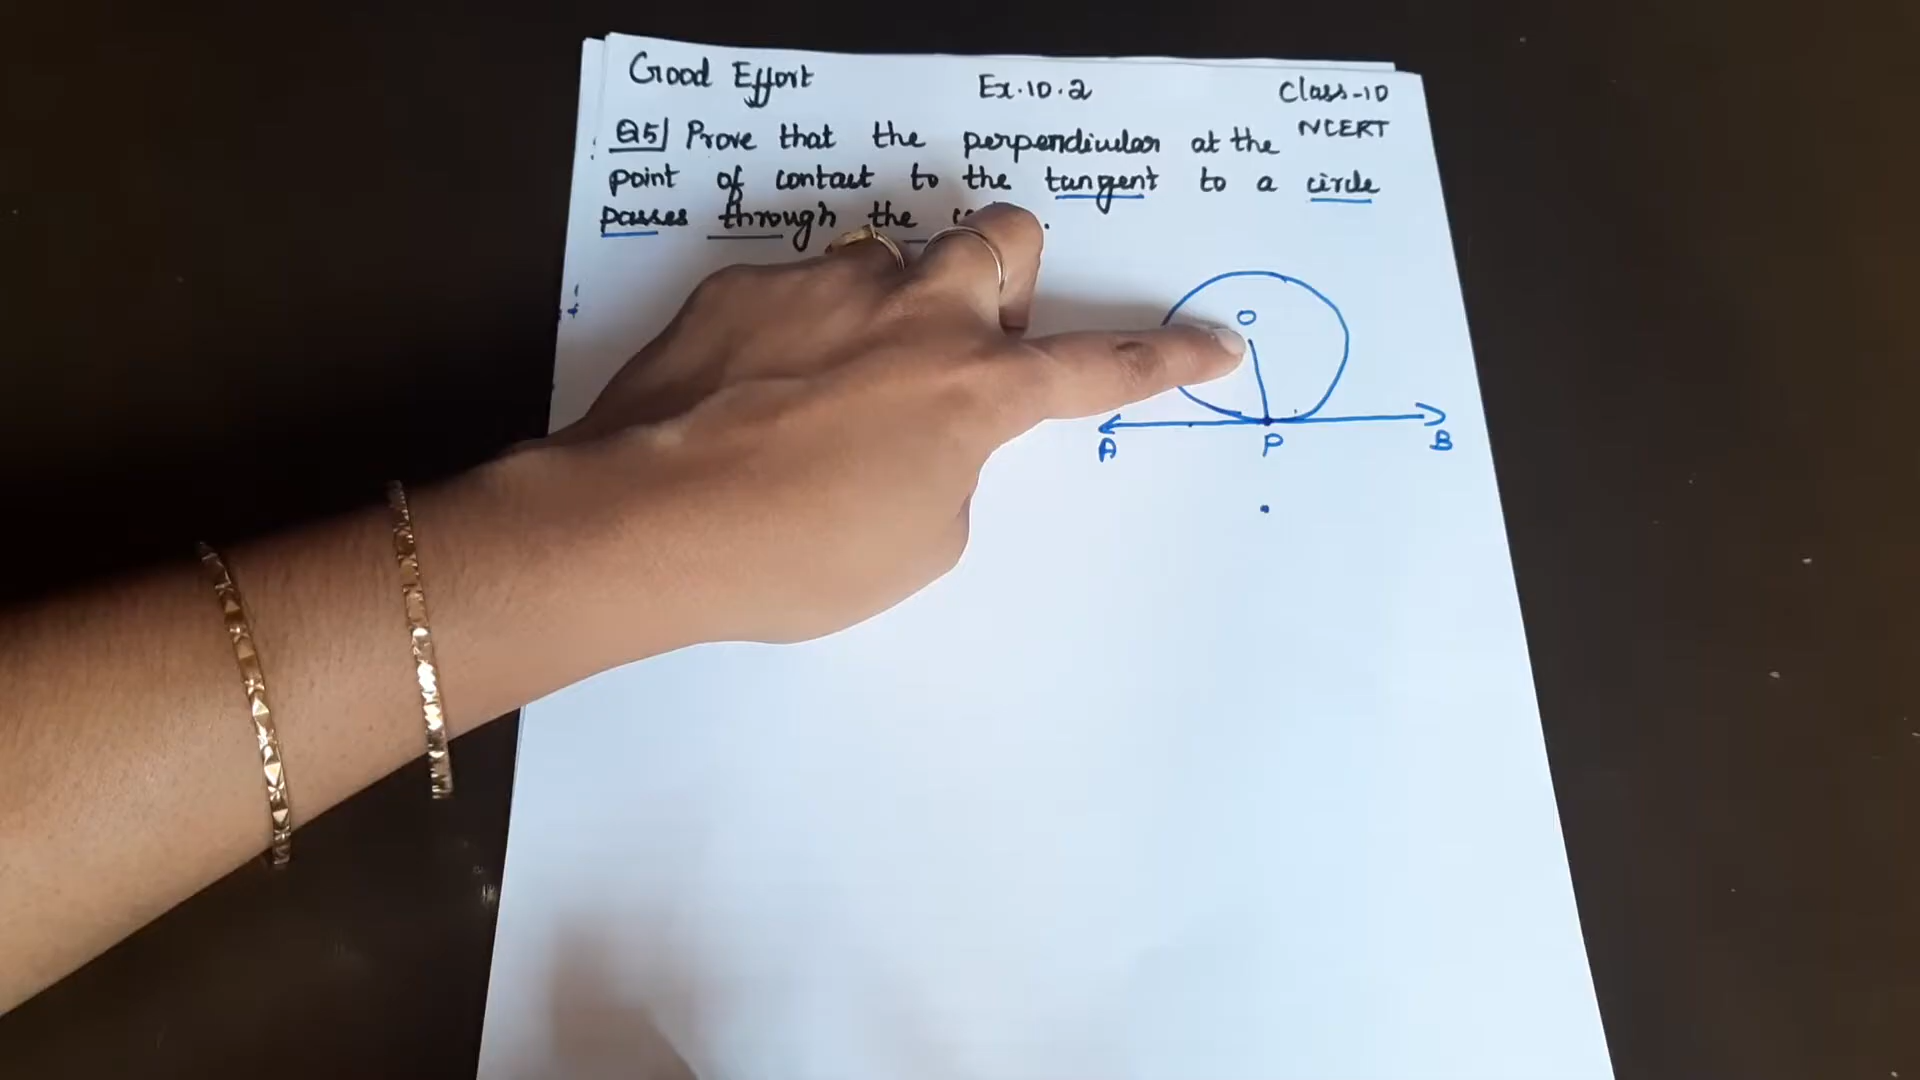 Good Effort Ex.10.2 Class-10
NCERT
Q5 Prove that the perpendicular at the
point of contact to the tangent to a circle
passes through the .
O
A P B